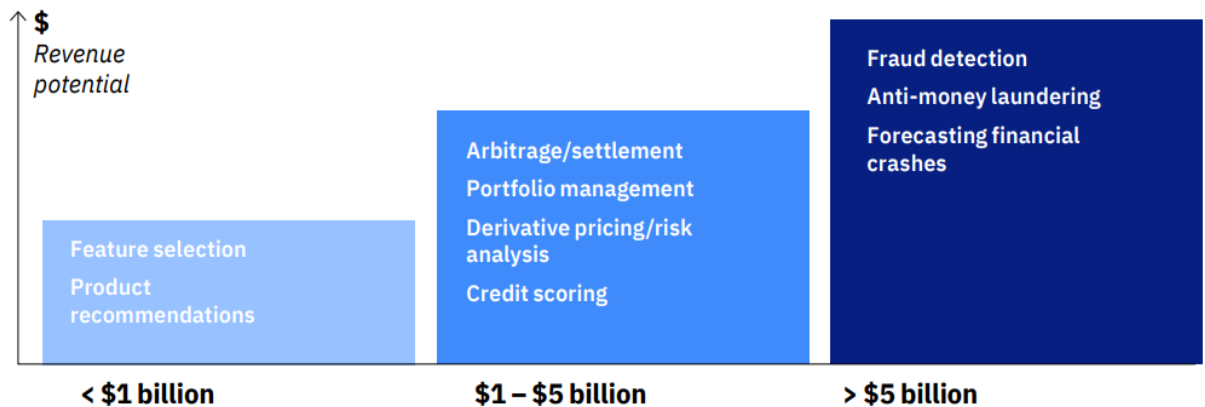 $
Revenue
potential
Feature selection
Product
recommendations
< $1 billion
Arbitrage/settlement
Portfolio management
Derivative pricing/risk
analysis
Credit scoring
$1 – $5 billion
Fraud detection
Anti-money laundering
Forecasting financial
crashes
> $5 billion